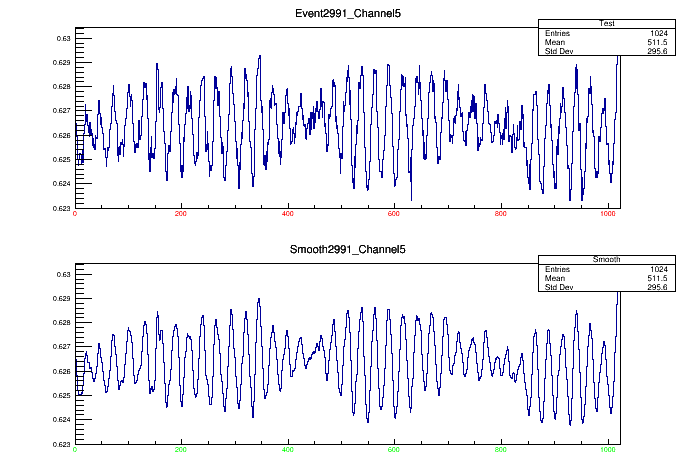 Event2991_Channel5
Test
Entries 1024
Mean 511.5
Std Dev 295.6
0.63
0.629
0.628
0.627
0.626
0.625
0.624
0.623
0 200 400 600 800 1000
Smooth2991_Channel5
Smooth
Entries 1024
Mean 511.5
Std Dev 295.6
0.63
0.629
0.628
0.627
0.626
0.625
0.624
0.623
0 200 400 600 800 1000